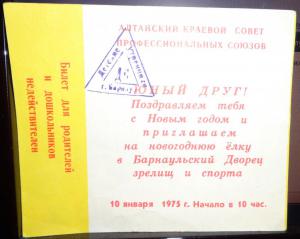 Билет для родителей
и дошкольников
недействителен
АЛТАЙСКИЙ КРАЕВОЙ СОВЕТ
ПРОФЕССИОНАЛЬНЫХ СОЮЗОВ
г. Барнаул
ЮНЫЙ ДРУГ!
Поздравляем тебя
с Новым годом и
приглашаем
на новогоднюю ёлку
в Барнаульский Дворец
зрелищ и спорта
10 января 1975 г. Начало в 10 час.